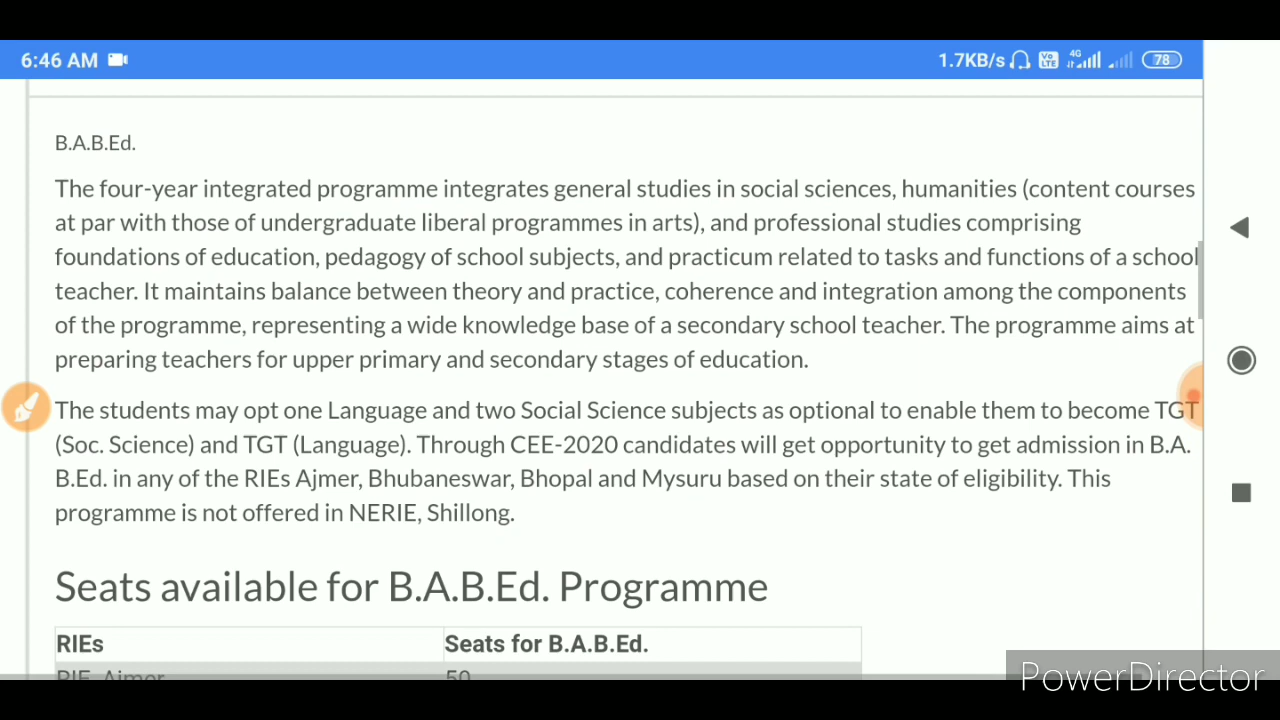 6:46 AM
1.7KB/s 4G 78
B.A.B.Ed.
The four-year integrated programme integrates general studies in social sciences, humanities (content courses
at par with those of undergraduate liberal programmes in arts), and professional studies comprising
foundations of education, pedagogy of school subjects, and practicum related to tasks and functions of a school
teacher. It maintains balance between theory and practice, coherence and integration among the components
of the programme, representing a wide knowledge base of a secondary school teacher. The programme aims at
preparing teachers for upper primary and secondary stages of education.
The students may opt one Language and two Social Science subjects as optional to enable them to become TGT
(Soc. Science) and TGT (Language). Through CEE-2020 candidates will get opportunity to get admission in B.A.
B.Ed. in any of the RIEs Ajmer, Bhubaneswar, Bhopal and Mysuru based on their state of eligibility. This
programme is not offered in NERIE, Shillong.
Seats available for B.A.B.Ed. Programme
RIEs Seats for B.A.B.Ed.
RIE, Ajmer 50
PowerDirector